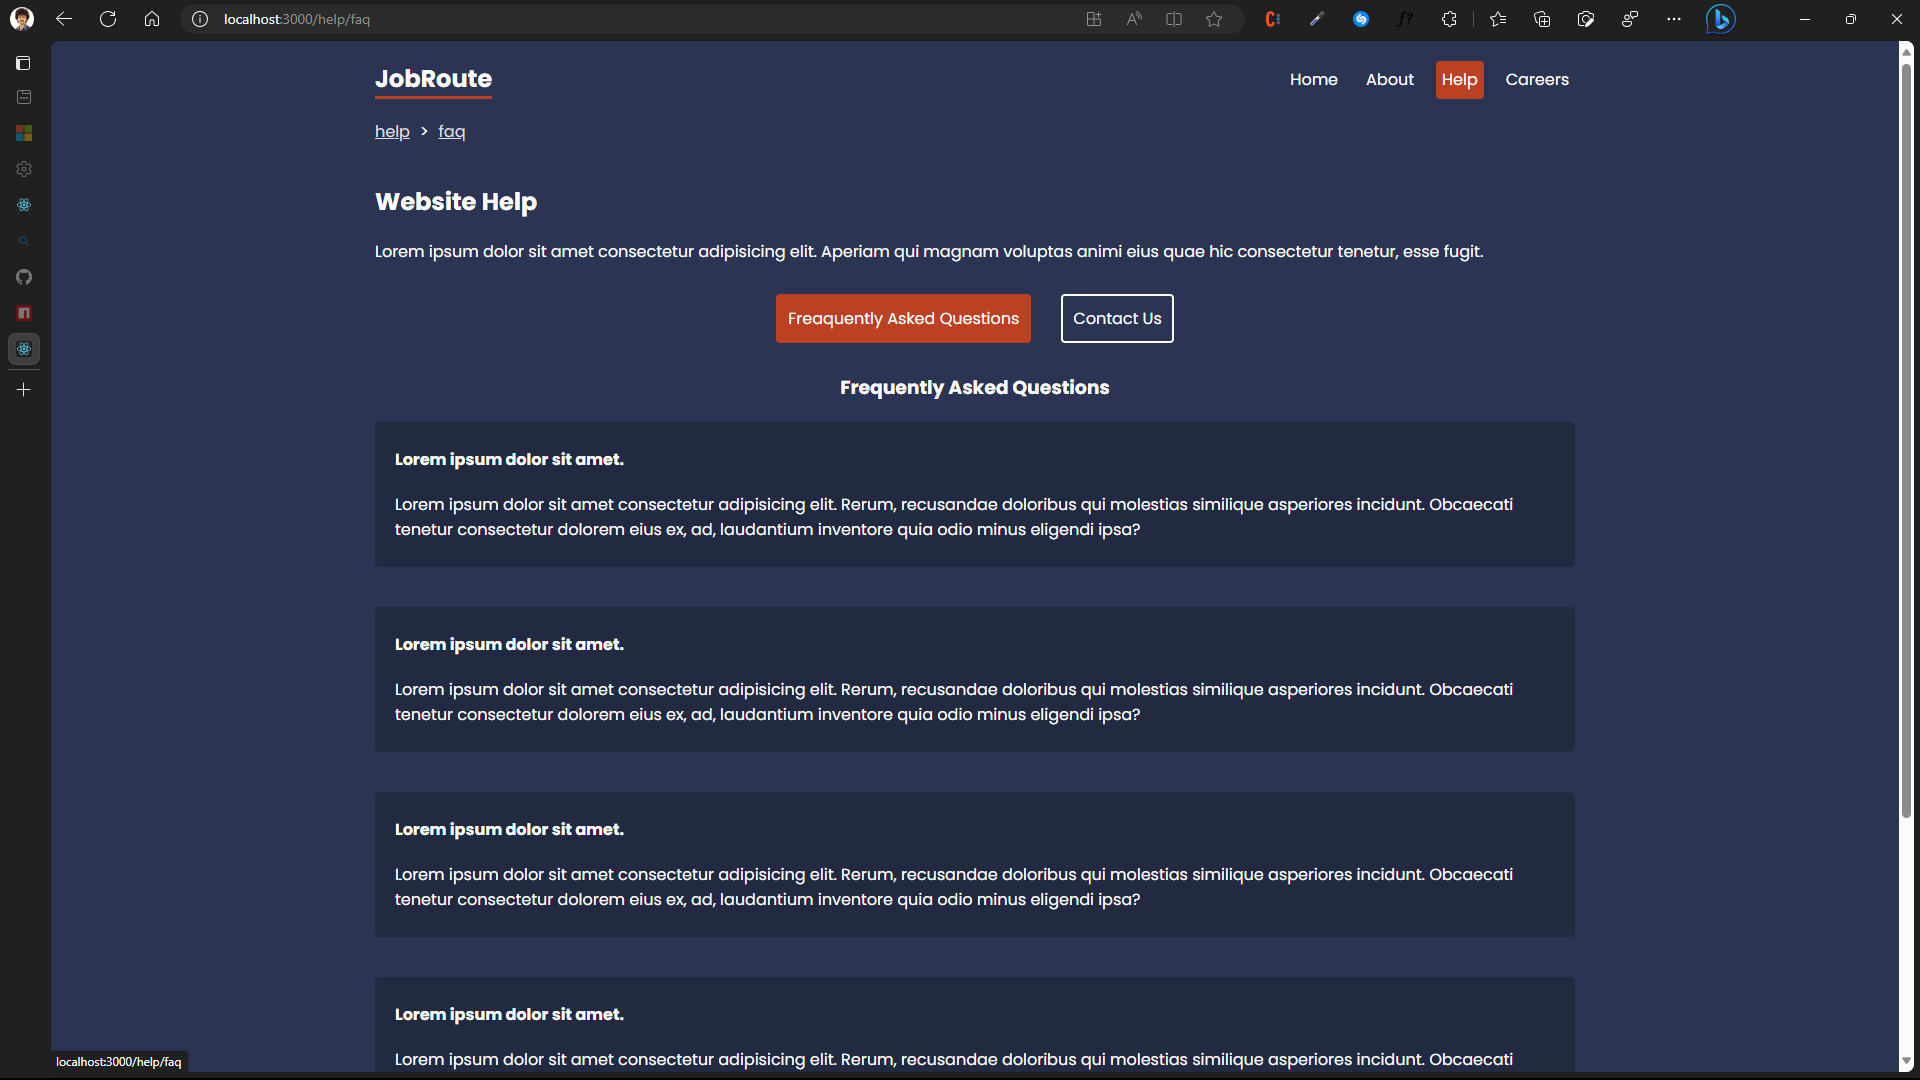 localhost:3000/help/faq
JobRoute
Home About Help Careers
help > faq
Website Help
Lorem ipsum dolor sit amet consectetur adipisicing elit. Aperiam qui magnam voluptas animi eius quae hic consectetur tenetur, esse fugit.
Freaquently Asked Questions
Contact Us
Frequently Asked Questions
Lorem ipsum dolor sit amet.
Lorem ipsum dolor sit amet consectetur adipisicing elit. Rerum, recusandae doloribus qui molestias similique asperiores incidunt. Obcaecati
tenetur consectetur dolorem eius ex, ad, laudantium inventore quia odio minus eligendi ipsa?
Lorem ipsum dolor sit amet.
Lorem ipsum dolor sit amet consectetur adipisicing elit. Rerum, recusandae doloribus qui molestias similique asperiores incidunt. Obcaecati
tenetur consectetur dolorem eius ex, ad, laudantium inventore quia odio minus eligendi ipsa?
Lorem ipsum dolor sit amet.
Lorem ipsum dolor sit amet consectetur adipisicing elit. Rerum, recusandae doloribus qui molestias similique asperiores incidunt. Obcaecati
tenetur consectetur dolorem eius ex, ad, laudantium inventore quia odio minus eligendi ipsa?
Lorem ipsum dolor sit amet.
Lorem ipsum dolor sit amet consectetur adipisicing elit. Rerum, recusandae doloribus qui molestias similique asperiores incidunt. Obcaecati
localhost:3000/help/faq